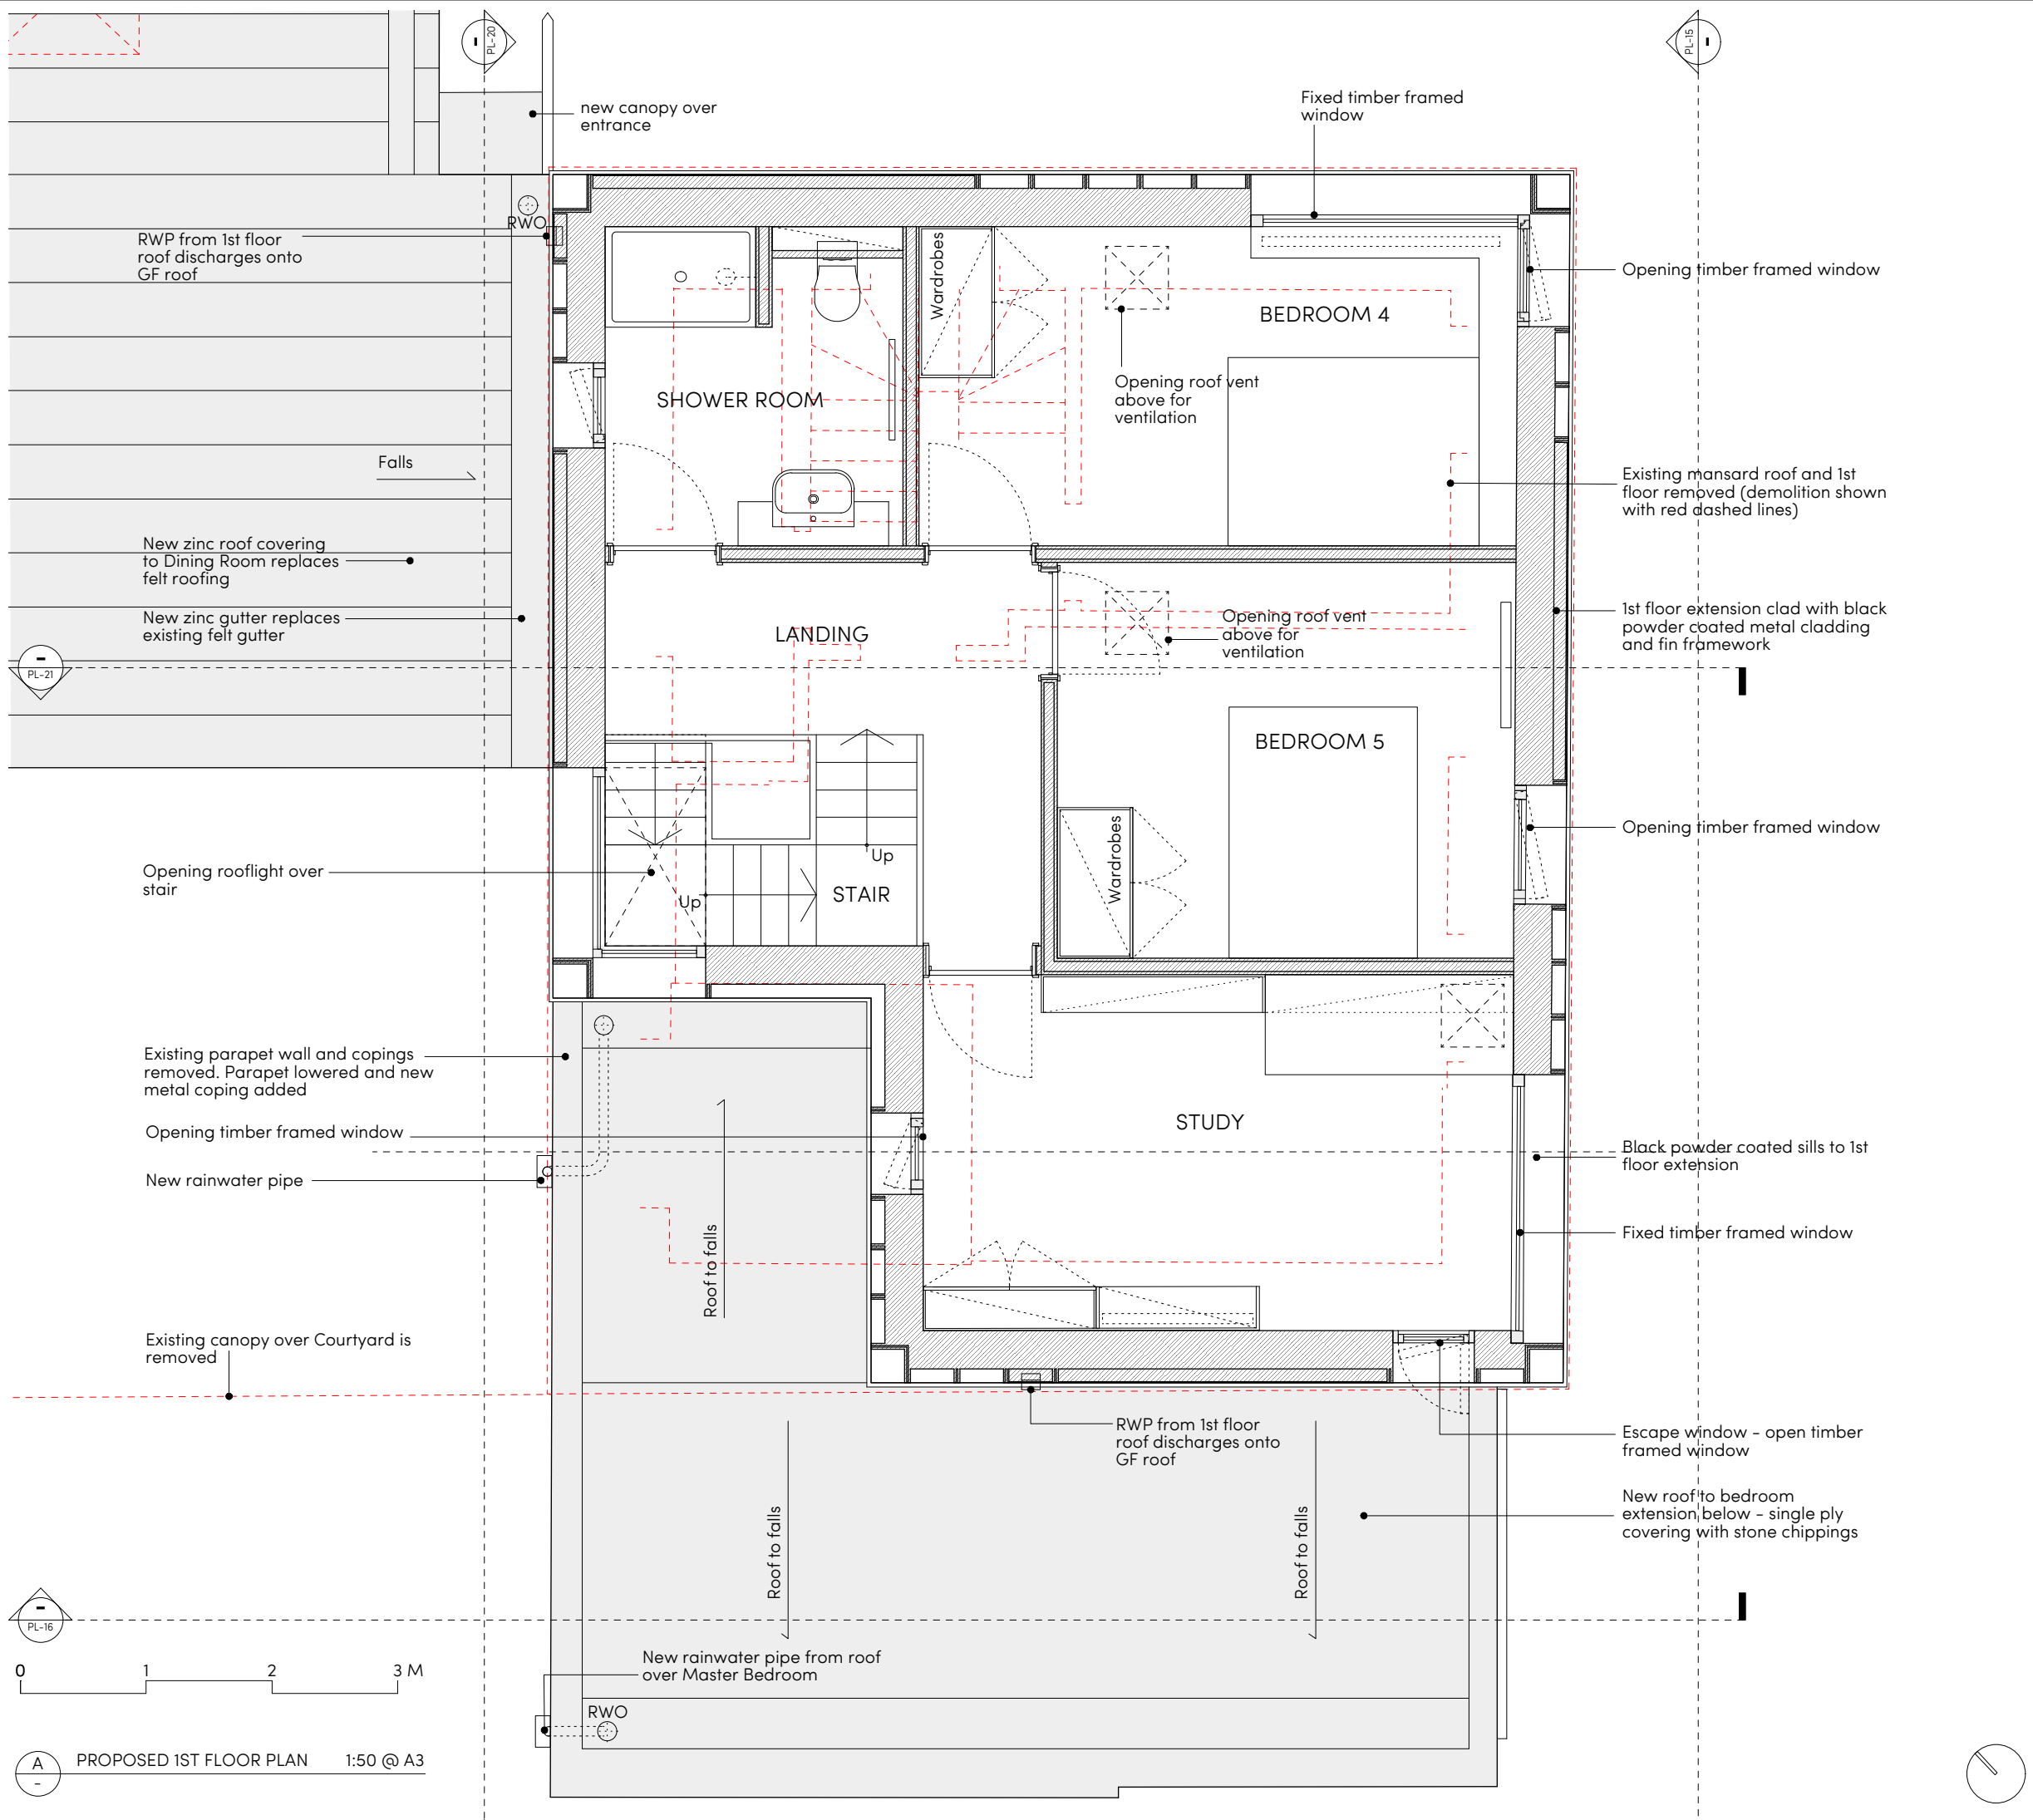 PL-20
PL-15
new canopy over
entrance
Fixed timber framed
window
RWO
RWP from 1st floor
roof discharges onto
GF roof
Wardrobes
BEDROOM 4
Opening timber framed window
Opening roof vent
above for
ventilation
SHOWER ROOM
Falls
Existing mansard roof and 1st
floor removed (demolition shown
with red dashed lines)
New zinc roof covering
to Dining Room replaces
felt roofing
New zinc gutter replaces
existing felt gutter
LANDING
Opening roof vent
above for
ventilation
1st floor extension clad with black
powder coated metal cladding
and fin framework
PL-21
BEDROOM 5
Wardrobes
Opening timber framed window
Opening rooflight over
stair
Up
Up
STAIR
Existing parapet wall and copings
removed. Parapet lowered and new
metal coping added
Opening timber framed window
New rainwater pipe
STUDY
Black powder coated sills to 1st
floor extension
Fixed timber framed window
Roof to falls
Existing canopy over Courtyard is
removed
RWP from 1st floor
roof discharges onto
GF roof
Escape window - open timber
framed window
New roof to bedroom
extension below - single ply
covering with stone chippings
Roof to falls
Roof to falls
PL-16
New rainwater pipe from roof
over Master Bedroom
0 1 2 3 M
RWO
A
-
PROPOSED 1ST FLOOR PLAN 1:50 @ A3